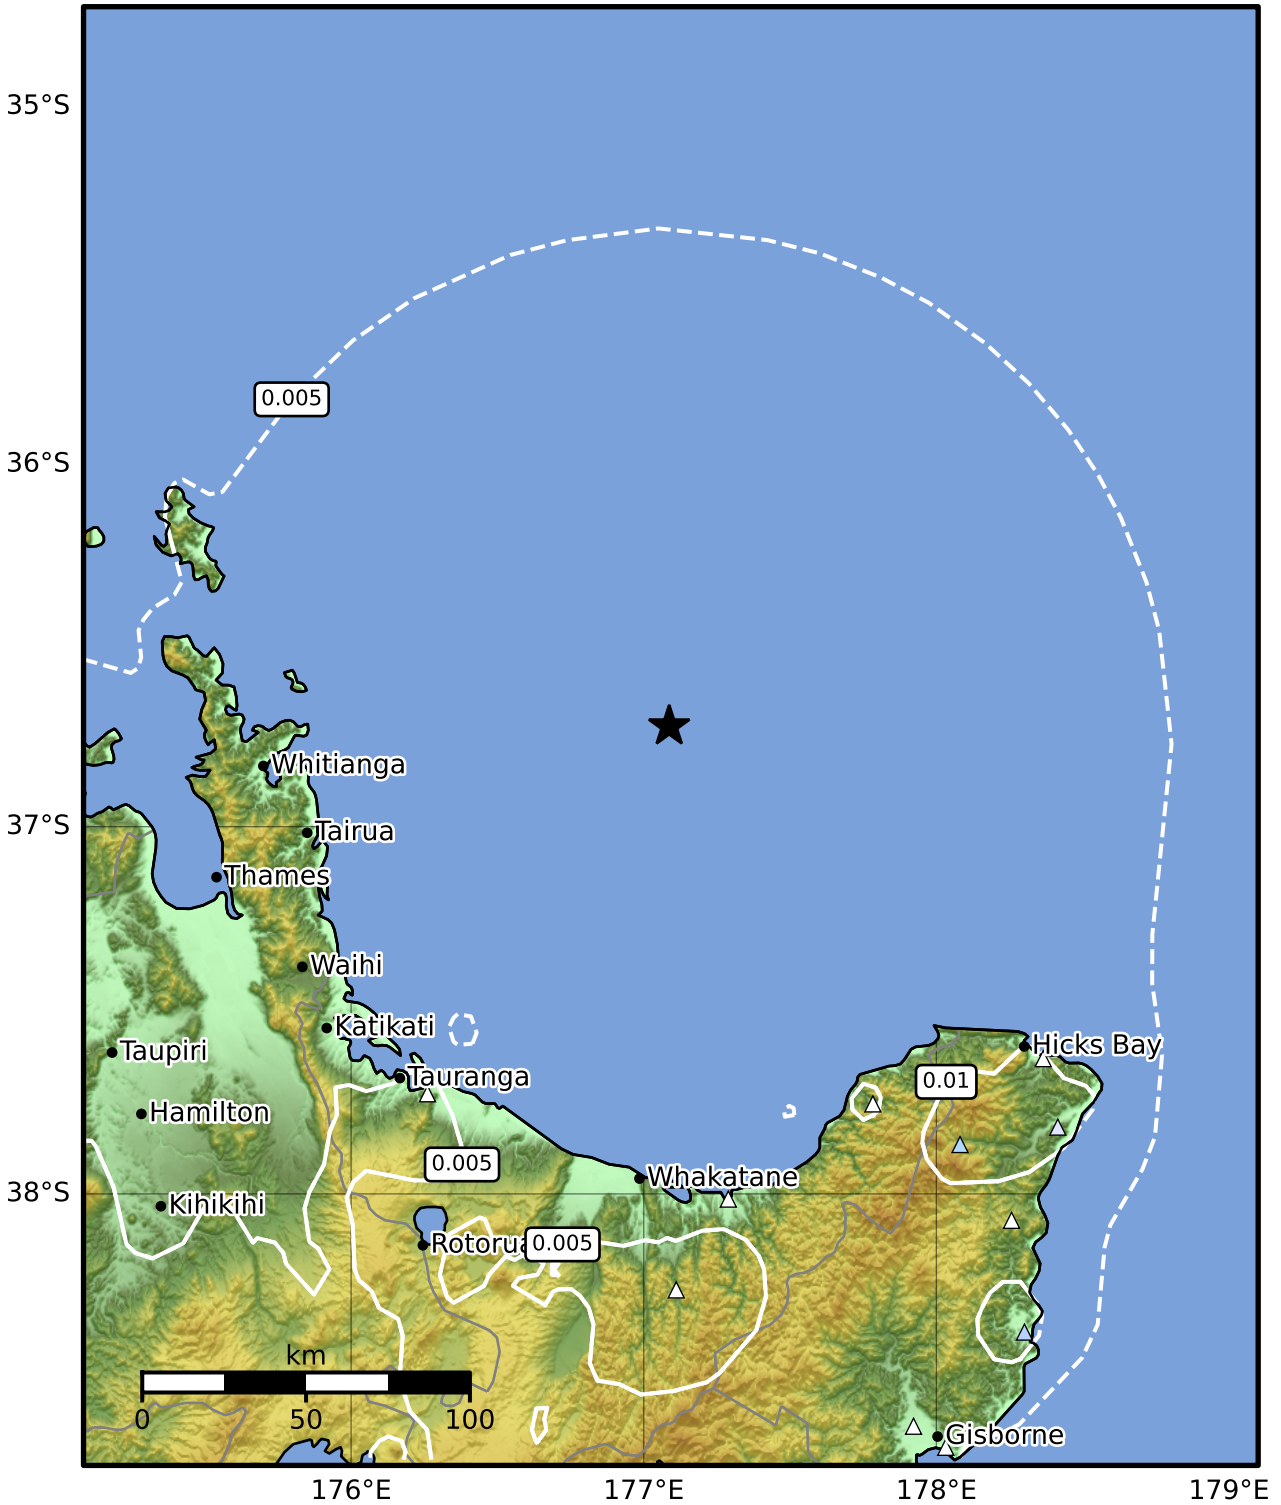 35°S
0.005
36°S
Whitianga
37°S
Tairua
Thames
Waihi
Katikati
Hicks Bay
Taupiri
Tauranga
0.01
Hamilton
0.005
Whakatane
38°S
Kihikihi
Rotorua
0.005
km
0 50 100
Gisborne
176°E 177°E 178°E 179°E